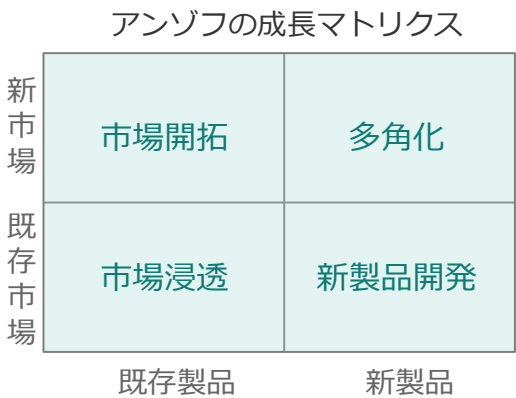 アンゾフの成長マトリクス
新市場
市場開拓
多角化
既存市場
市場浸透
新製品開発
既存製品
新製品